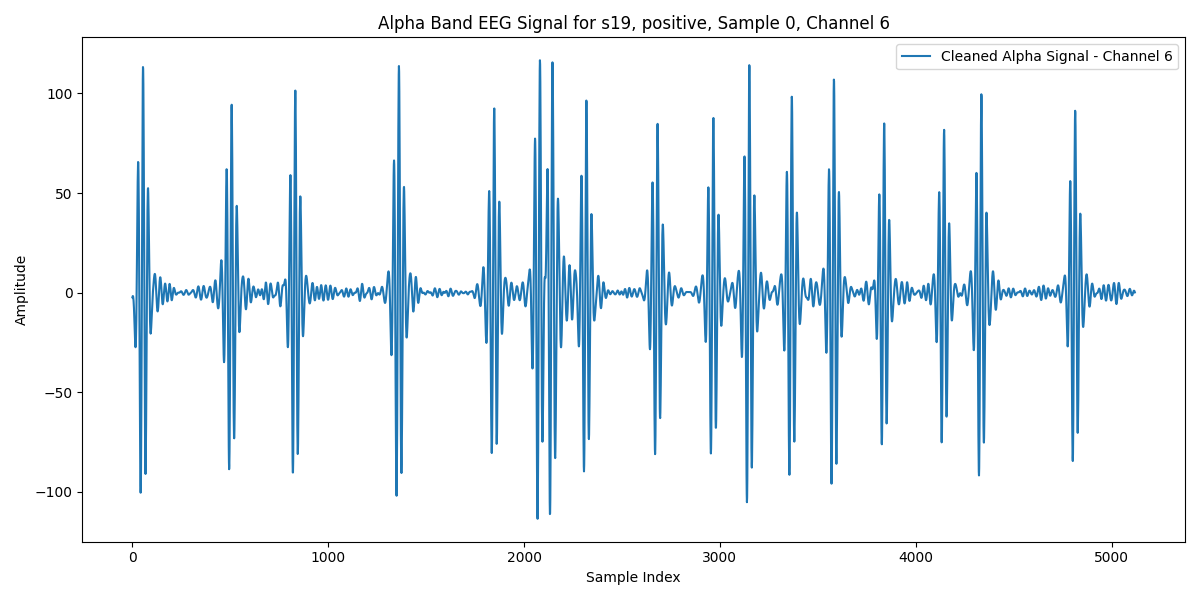 Alpha Band EEG Signal for s19, positive, Sample 0, Channel 6
Cleaned Alpha Signal - Channel 6
Amplitude
100
50
0
−50
−100
0 1000 2000 3000 4000 5000
Sample Index